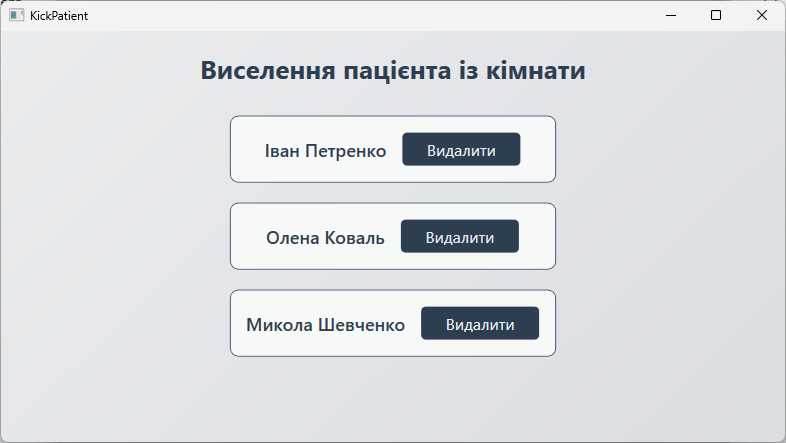 KickPatient
Виселення пацієнта із кімнати
Іван Петренко Видалити
Олена Коваль Видалити
Микола Шевченко Видалити